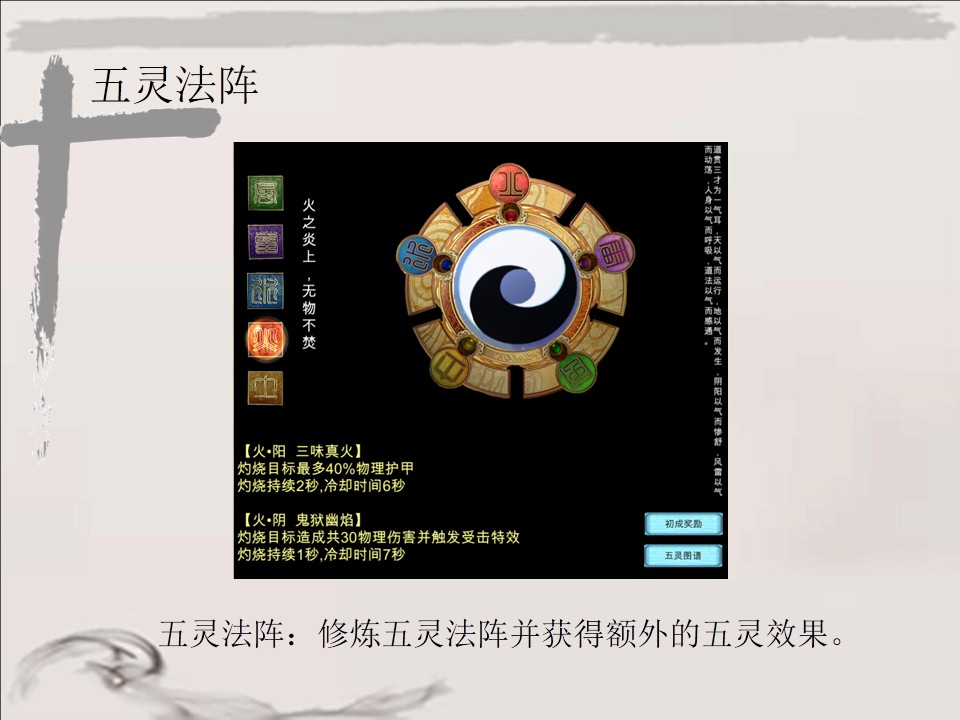 五灵法阵
火之炎上，无物不焚
道贯三才为一气耳，天以气而运行，地以气而发生，阴阳以气而惨舒，风雷以气
而动荡，人身以气而呼吸，道法以气而感通。
火
【火•阳 三味真火】
灼烧目标最多40%物理护甲
灼烧持续2秒,冷却时间6秒
【火•阴 鬼狱幽焰】
灼烧目标造成共30物理伤害并触发受击特效
灼烧持续1秒,冷却时间7秒
初成奖励
五灵图谱
五灵法阵：修炼五灵法阵并获得额外的五灵效果。